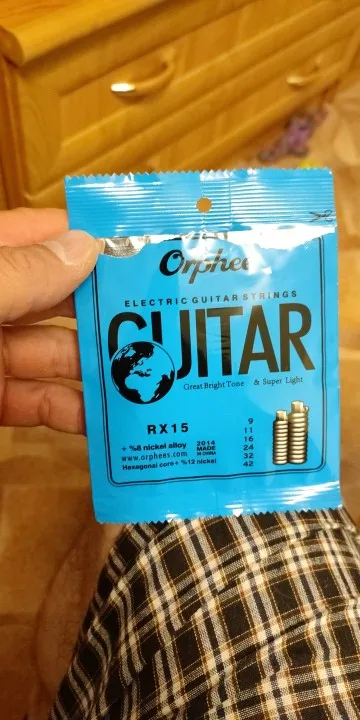 Orphee
ELECTRIC GUITAR STRINGS
GUITAR
Great Bright Tone & Super Light
RX15
+ %8 nickel alloy
www.orphees.com
Hexagonal core+ %12 nickel
2014
MADE
IN CHINA
9
11
16
24
32
42